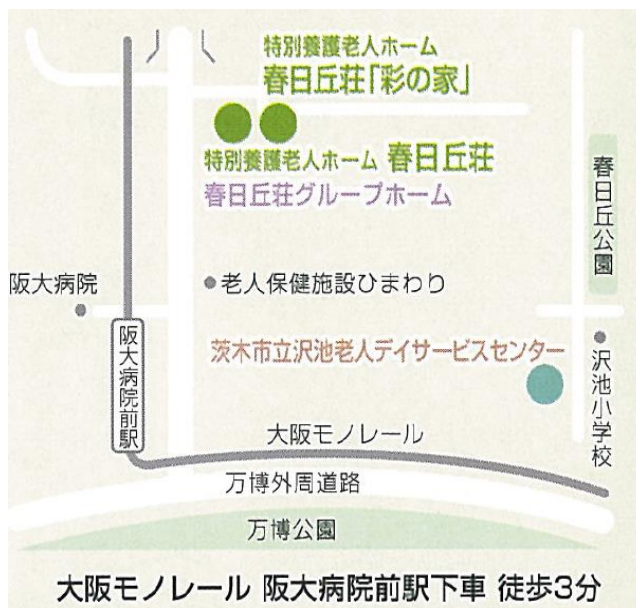 特別養護老人ホーム
春日丘荘「彩の家」
特別養護老人ホーム 春日丘荘
春日丘荘グループホーム
春日丘公園
阪大病院
老人保健施設ひまわり
阪大病院前駅
茨木市立沢池老人デイサービスセンター
沢池小学校
大阪モノレール
万博外周道路
万博公園
大阪モノレール 阪大病院前駅下車 徒歩3分